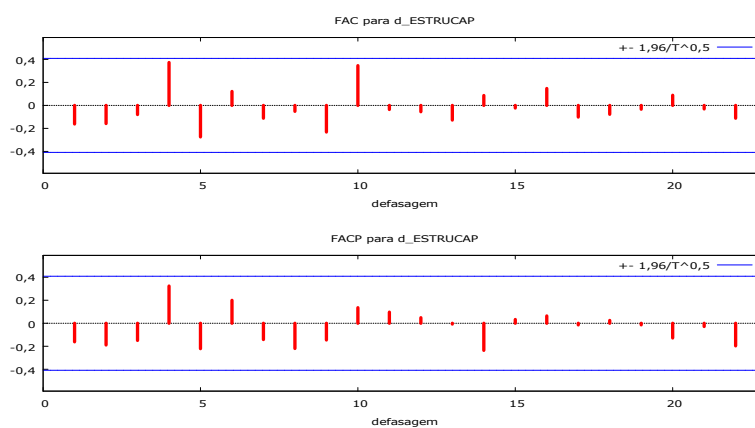 FAC para d_ESTRUCAP
+- 1,96/T^0,5
0,4
0,2
0
-0,2
-0,4
0 5 10 15 20
defasagem
FACP para d_ESTRUCAP
+- 1,96/T^0,5
0,4
0,2
0
-0,2
-0,4
0 5 10 15 20
defasagem